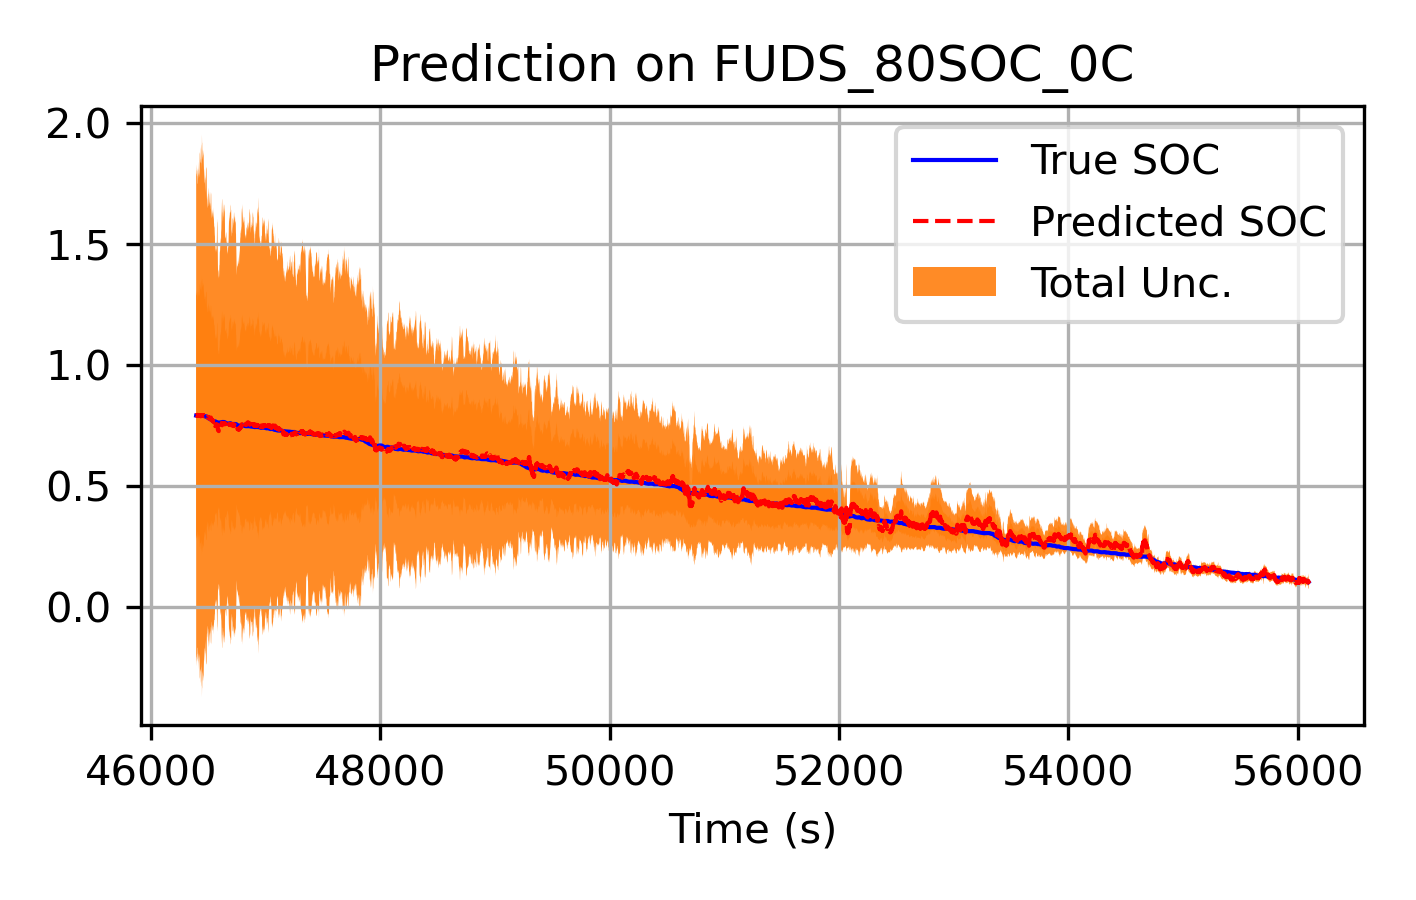 Prediction on FUDS_80SOC_0C
2.0
1.5
1.0
0.5
0.0
True SOC
Predicted SOC
Total Unc.
46000 48000 50000 52000 54000 56000
Time (s)